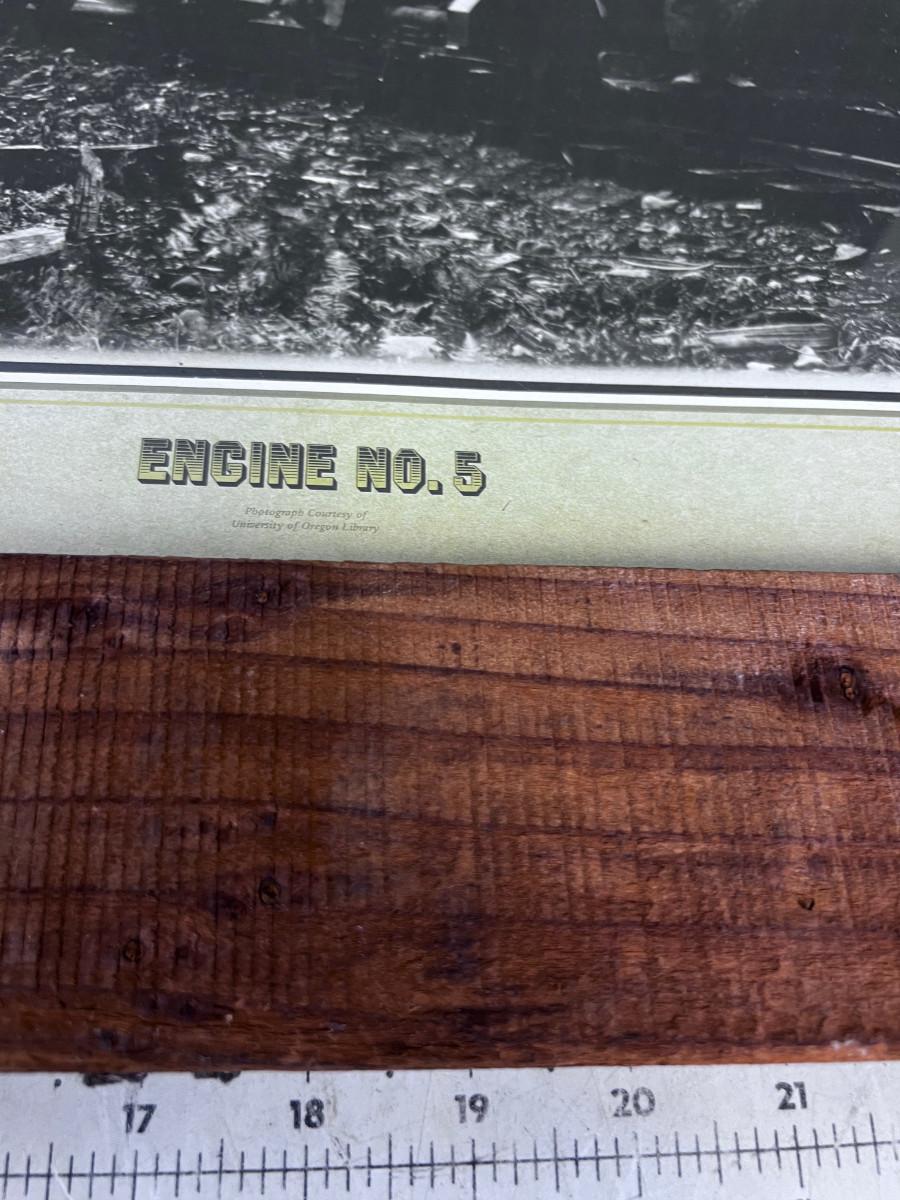 ENGINE NO. 5
Photograph Courtesy of
University of Oregon Library
17 18 19 20 21